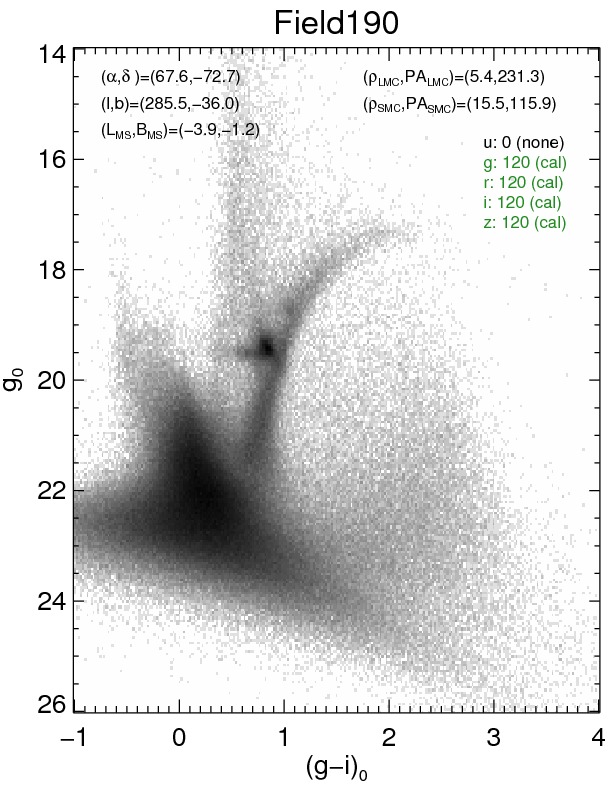 Field190
(α,δ )=(67.6,−72.7)
(ρLMC,PALMC)=(5.4,231.3)
(l,b)=(285.5,−36.0)
(ρSMC,PASMC)=(15.5,115.9)
(LMS,BMS)=(−3.9,−1.2)
u: 0 (none)
g: 120 (cal)
r: 120 (cal)
i: 120 (cal)
z: 120 (cal)
14
16
18
20
22
24
26
g0
−1 0 1 2 3 4
(g−i)0